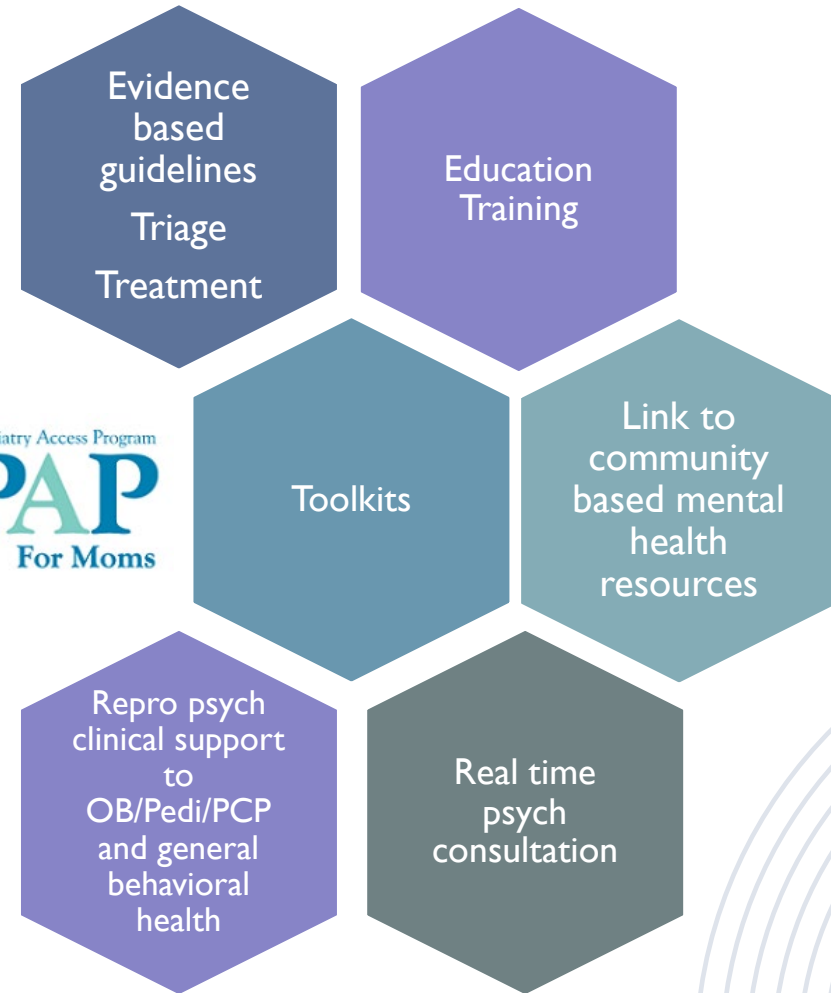 Evidence
based
guidelines
Triage
Treatment
Education
Training
Access Program
PAP
For Moms
Toolkits
Link to
community
based mental
health
resources
Repro psych
clinical support
to
OB/Pedi/PCP
and general
behavioral
health
Real time
psych
consultation